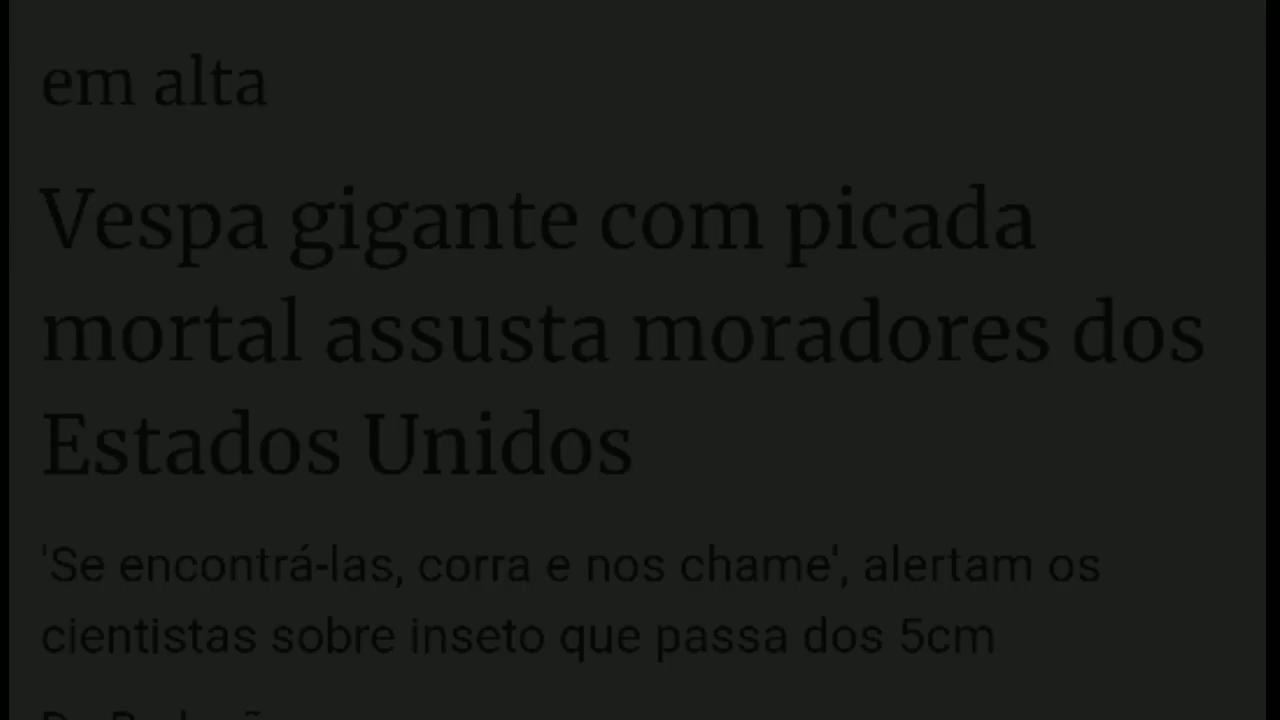 em alta
Vespa gigante com picada
mortal assusta moradores dos
Estados Unidos
'Se encontrá-las, corra e nos chame', alertam os
cientistas sobre inseto que passa dos 5cm